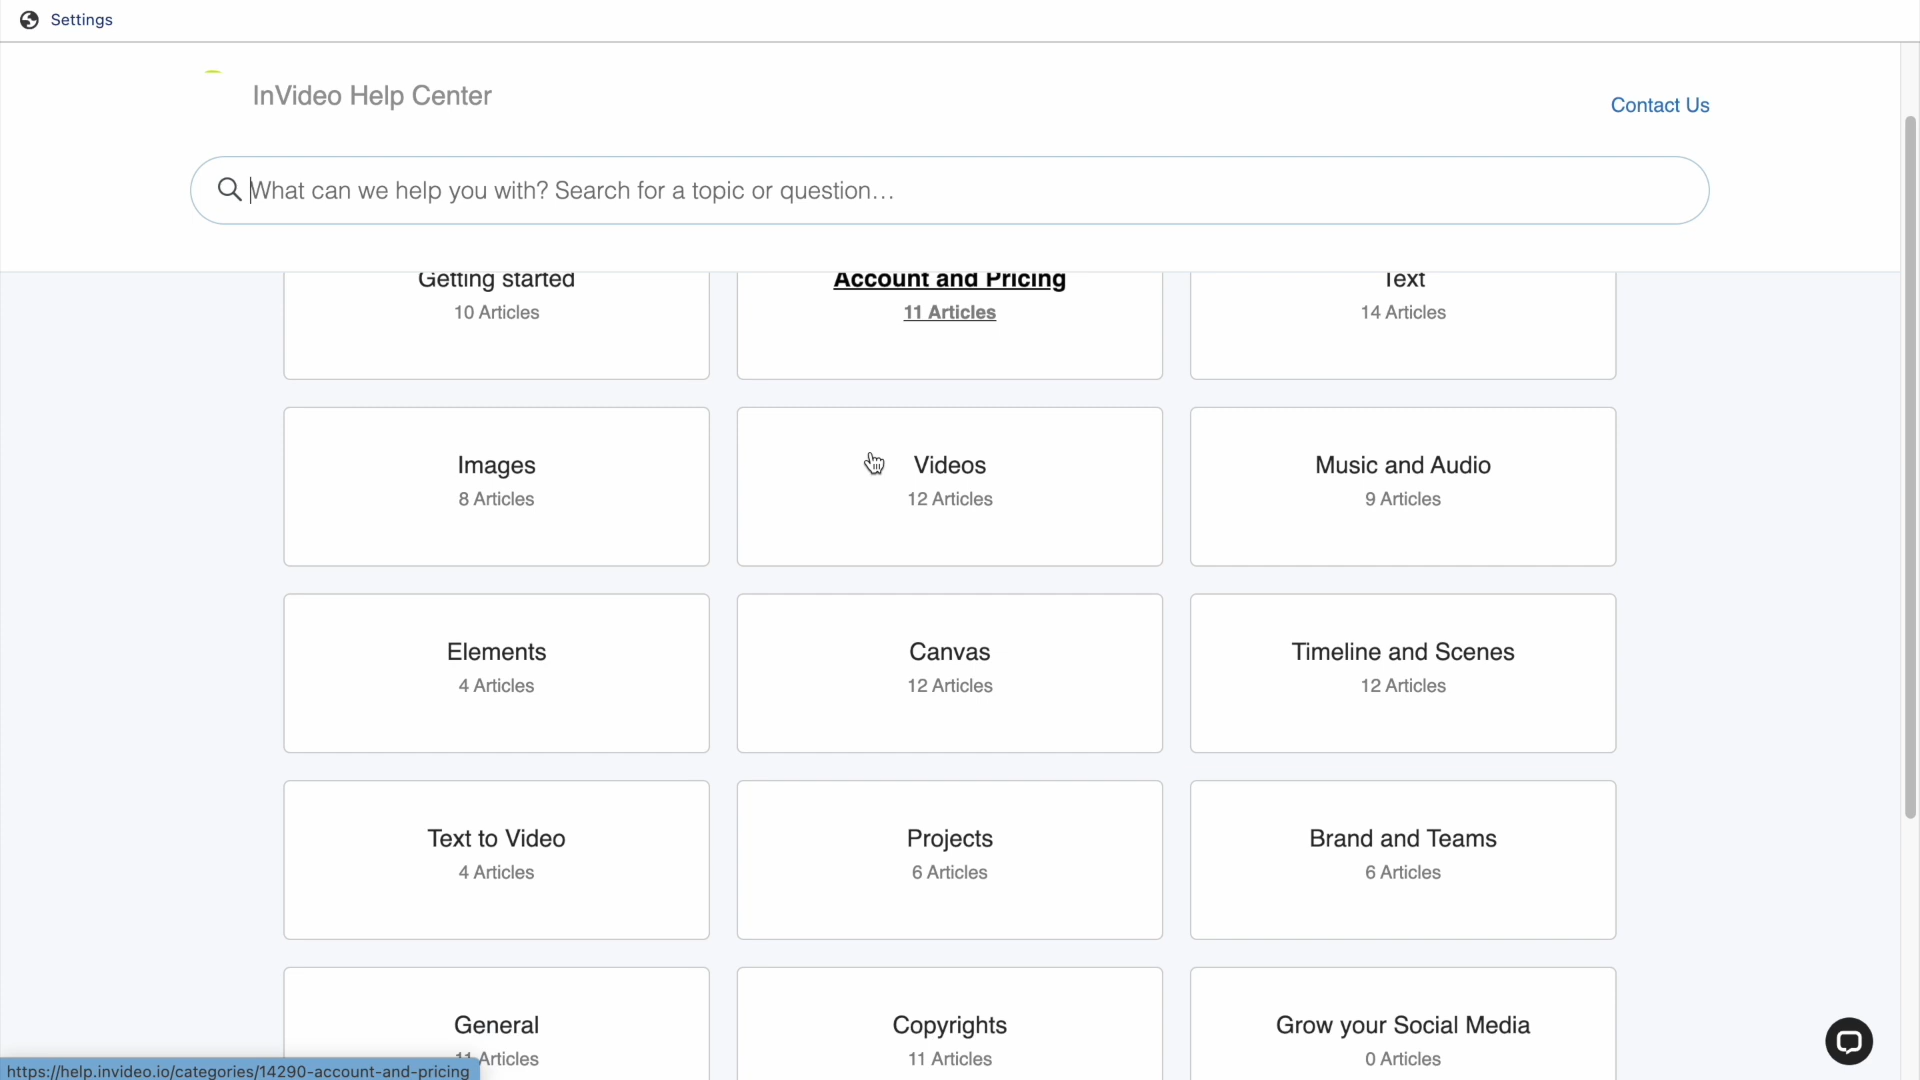 Settings
InVideo Help Center
Contact Us
What can we help you with? Search for a topic or question...
Getting started
10 Articles
Account and Pricing
11 Articles
Text
14 Articles
Images
8 Articles
Videos
12 Articles
Music and Audio
9 Articles
Elements
4 Articles
Canvas
12 Articles
Timeline and Scenes
12 Articles
Text to Video
4 Articles
Projects
6 Articles
Brand and Teams
6 Articles
General
11 Articles
Copyrights
11 Articles
Grow your Social Media
0 Articles
https://help.invideo.io/categories/14290-account-and-pricing